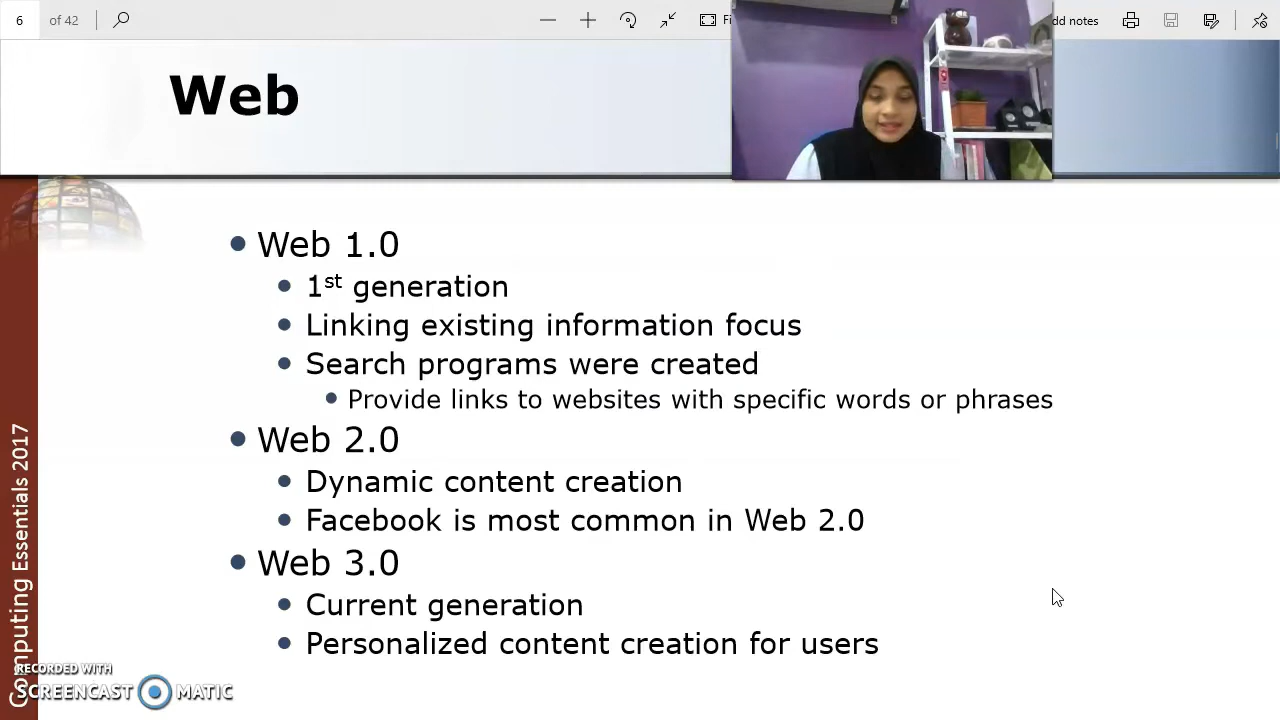 6 of 42
Fi
dd notes
Web
Web 1.0
1st generation
Linking existing information focus
Search programs were created
Provide links to websites with specific words or phrases
Web 2.0
Dynamic content creation
Facebook is most common in Web 2.0
Web 3.0
Current generation
Personalized content creation for users
Computing Essentials 2017
RECORDED WITH
SCREENCAST MATIC